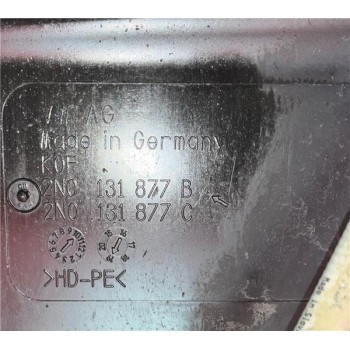 VW AG
Made in Germany
KOF
2N0 131 877 B
2N0 131 877 C
>HD-PE<